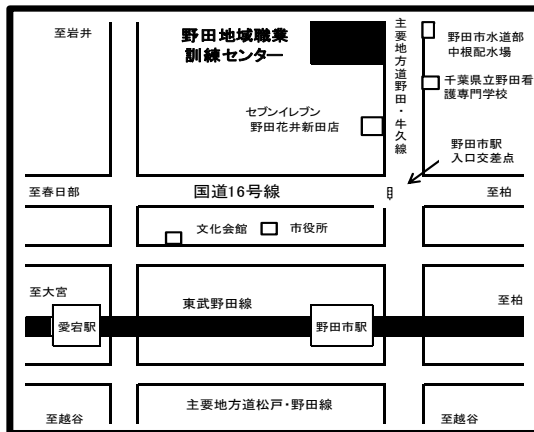 至岩井
野田地域職業
訓練センター
主要地方道野田・牛久線
野田市水道部
中根配水場
千葉県立野田看
護専門学校
セブンイレブン
野田花井新田店
野田市駅
入口交差点
至春日部
国道16号線
至柏
文化会館
市役所
至大宮
東武野田線
至柏
愛宕駅
野田市駅
主要地方道松戸・野田線
至越谷
至越谷